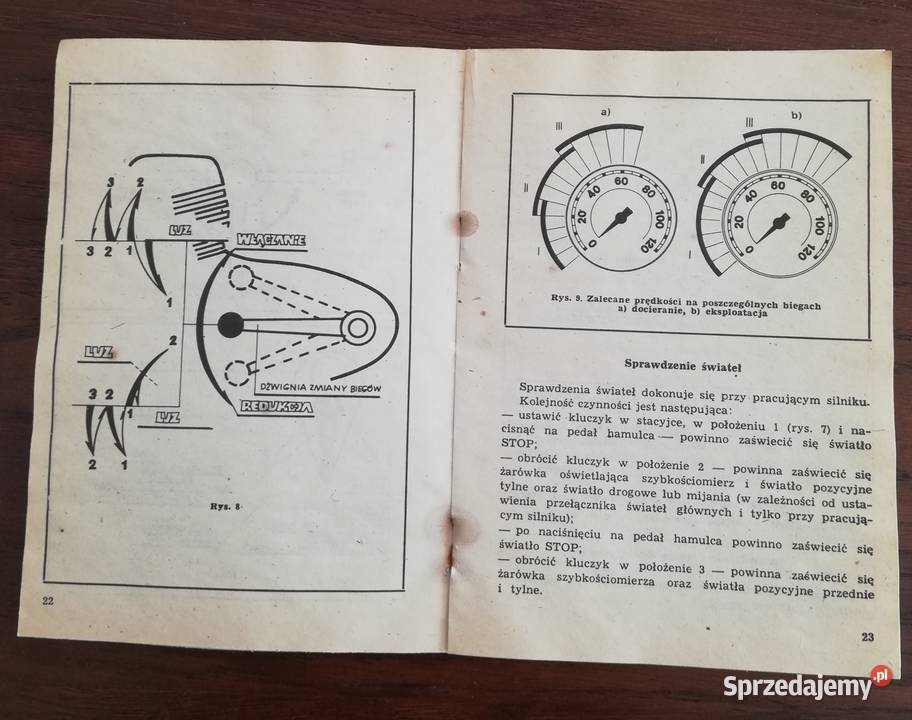 3 2
LUZ
3 2 1
WŁĄCZANIE
1
2
LUZ
DŹWIGNIA ZMIANY BIEGÓW
3 2 1
REDUKCJA
LUZ
2 1
Rys. 8
22
a)
b)
III
III
II
II
I
I
0 20 40 60 80 100 120
0 20 40 60 80 100 120
Rys. 9. Zalecane prędkości na poszczególnych biegach
a) docieranie, b) eksploatacja
Sprawdzenie świateł
Sprawdzenia świateł dokonuje się przy pracującym silniku.
Kolejność czynności jest następująca:
— ustawić kluczyk w stacyjce, w położeniu 1 (rys. 7) i na-
cisnąć na pedał hamulca — powinno zaświecić się światło
STOP;
— obrócić kluczyk w położenie 2 — powinna zaświecić się
żarówka oświetlająca szybkościomierz i światło pozycyjne
tylne oraz światło drogowe lub mijania (w zależności od usta-
wienia przełącznika świateł głównych i tylko przy pracują-
cym silniku);
— po naciśnięciu na pedał hamulca powinno zaświecić się
światło STOP;
— obrócić kluczyk w położenie 3 — powinna zaświecić się
żarówka szybkościomierza oraz światła pozycyjne przednie
i tylne.
23
Sprzedajemy.pl